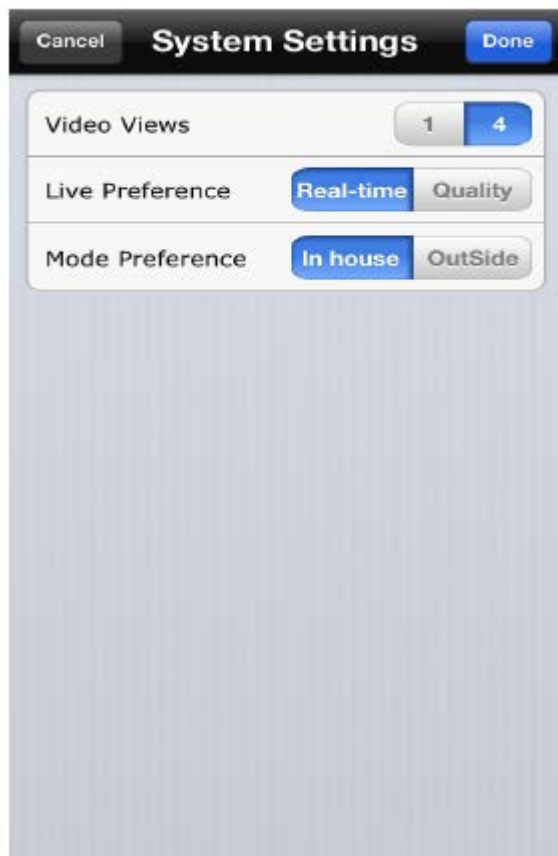 Cancel System Settings Done
Video Views 1 4
Live Preference Real-time Quality
Mode Preference In house OutSide